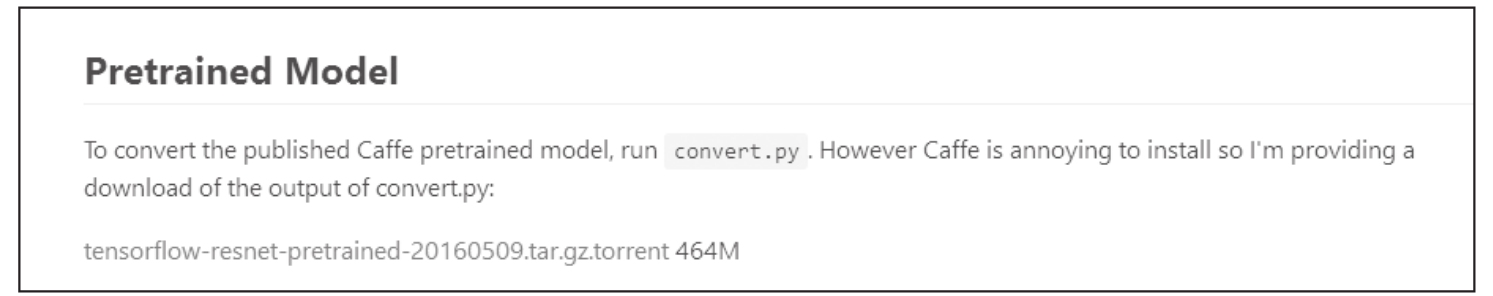 Pretrained Model
To convert the published Caffe pretrained model, run convert.py. However Caffe is annoying to install so I'm providing a
download of the output of convert.py:
tensorflow-resnet-pretrained-20160509.tar.gz.torrent 464M